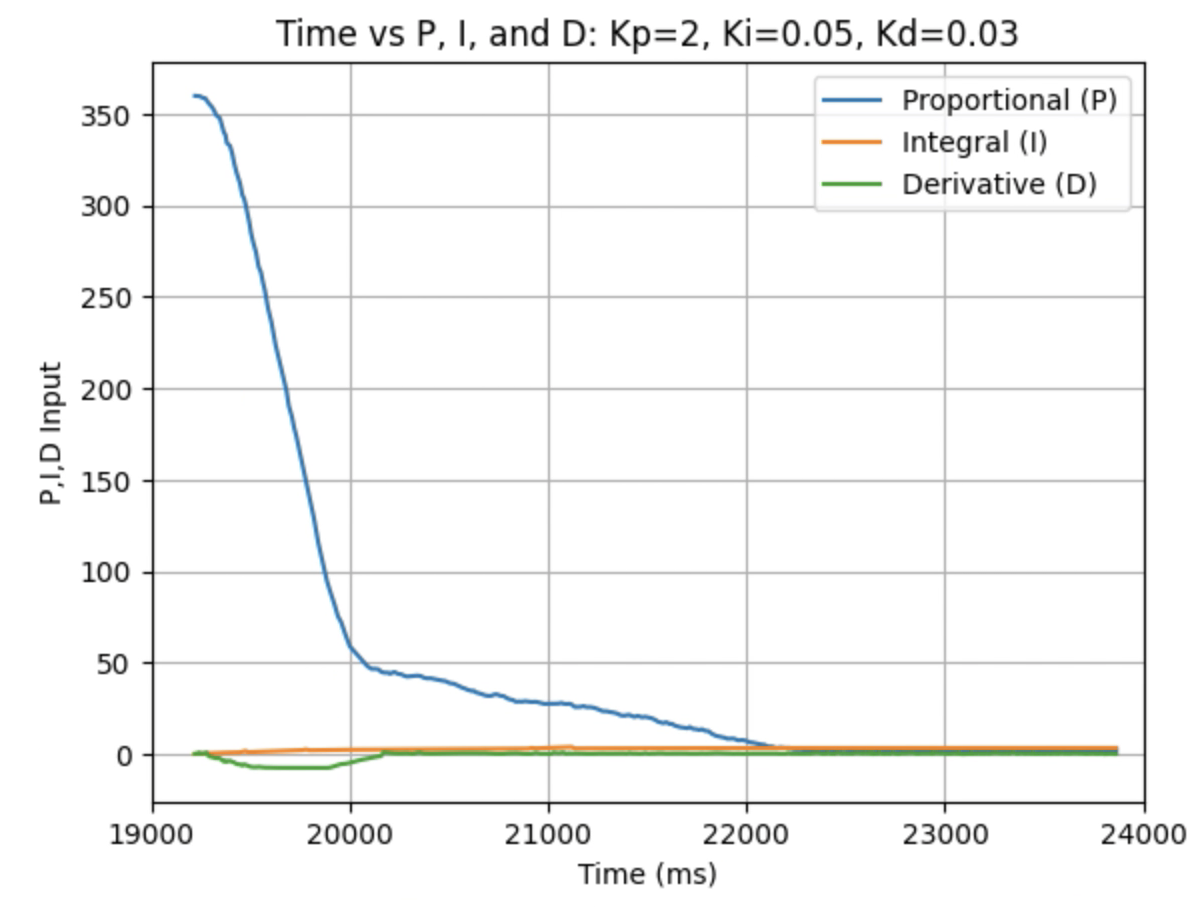 Time vs P, I, and D: Kp=2, Ki=0.05, Kd=0.03
Proportional (P)
Integral (I)
Derivative (D)
P,I,D Input
350
300
250
200
150
100
50
0
19000 20000 21000 22000 23000 24000
Time (ms)